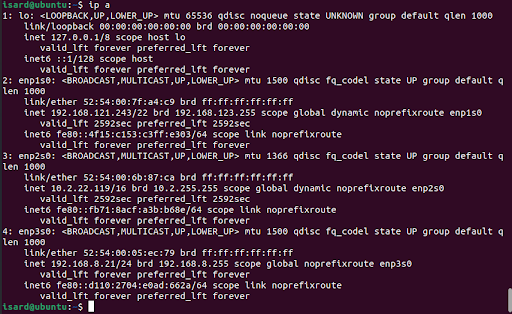 isard@ubuntu:~$ ip a
1: lo: <LOOPBACK,UP,LOWER_UP> mtu 65536 qdisc noqueue state UNKNOWN group default qlen 1000
    link/loopback 00:00:00:00:00:00 brd 00:00:00:00:00:00
    inet 127.0.0.1/8 scope host lo
       valid_lft forever preferred_lft forever
    inet6 ::1/128 scope host
       valid_lft forever preferred_lft forever
2: enp1s0: <BROADCAST,MULTICAST,UP,LOWER_UP> mtu 1500 qdisc fq_codel state UP group default q
len 1000
    link/ether 52:54:00:7f:a4:c9 brd ff:ff:ff:ff:ff:ff
    inet 192.168.121.243/22 brd 192.168.123.255 scope global dynamic noprefixroute enp1s0
       valid_lft 2592sec preferred_lft 2592sec
    inet6 fe80::4f15:c153:c3ff:e303/64 scope link noprefixroute
       valid_lft forever preferred_lft forever
3: enp2s0: <BROADCAST,MULTICAST,UP,LOWER_UP> mtu 1366 qdisc fq_codel state UP group default q
len 1000
    link/ether 52:54:00:6b:87:ca brd ff:ff:ff:ff:ff:ff
    inet 10.2.22.119/16 brd 10.2.255.255 scope global dynamic noprefixroute enp2s0
       valid_lft 2592sec preferred_lft 2592sec
    inet6 fe80::fb71:8acf:a3b:b68e/64 scope link noprefixroute
       valid_lft forever preferred_lft forever
4: enp3s0: <BROADCAST,MULTICAST,UP,LOWER_UP> mtu 1500 qdisc fq_codel state UP group default q
len 1000
    link/ether 52:54:00:05:ec:79 brd ff:ff:ff:ff:ff:ff
    inet 192.168.8.21/24 brd 192.168.8.255 scope global noprefixroute enp3s0
       valid_lft forever preferred_lft forever
    inet6 fe80::d110:2704:e0ad:662a/64 scope link noprefixroute
       valid_lft forever preferred_lft forever
isard@ubuntu:~$